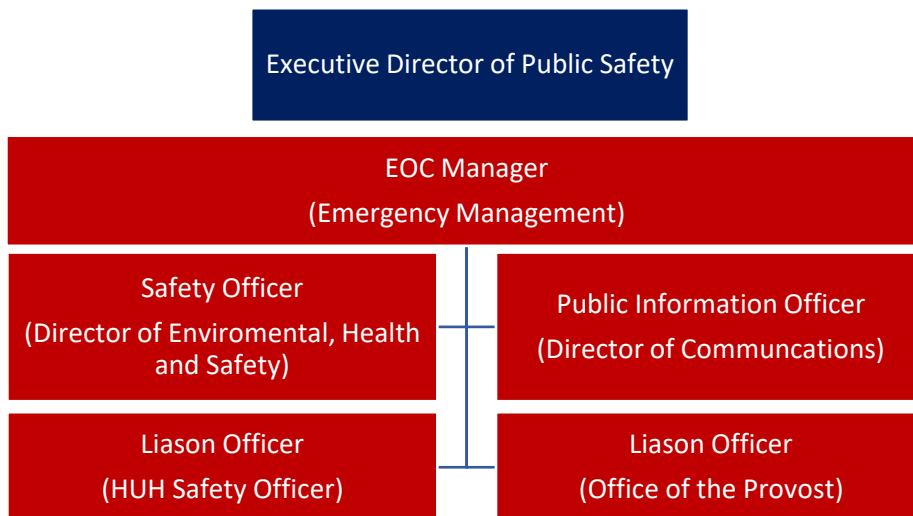 Executive Director of Public Safety
EOC Manager
(Emergency Management)
Safety Officer
(Director of Enviromental, Health
and Safety)
Public Information Officer
(Director of Communcations)
Liason Officer
(HUH Safety Officer)
Liason Officer
(Office of the Provost)